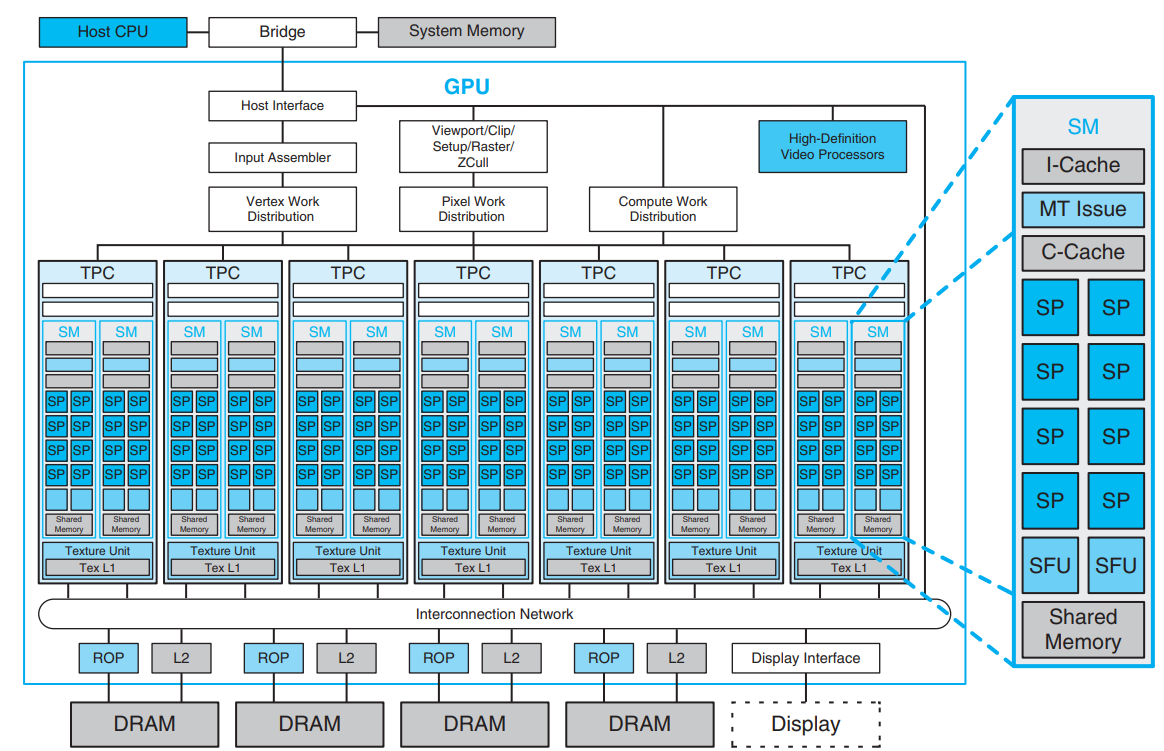 Host CPU
Bridge
System Memory
GPU
Host Interface
Viewport/Clip/
Setup/Raster/
ZCull
High-Definition
Video Processors
Input Assembler
Vertex Work
Distribution
Pixel Work
Distribution
Compute Work
Distribution
TPC TPC TPC TPC TPC TPC TPC
SM SM SM SM SM SM SM SM SM SM SM SM SM SM
SP SP SP SP SP SP SP SP SP SP SP SP SP SP SP SP SP SP SP SP SP SP SP SP SP SP SP SP
SP SP SP SP SP SP SP SP SP SP SP SP SP SP SP SP SP SP SP SP SP SP SP SP SP SP SP SP
SP SP SP SP SP SP SP SP SP SP SP SP SP SP SP SP SP SP SP SP SP SP SP SP SP SP SP SP
SP SP SP SP SP SP SP SP SP SP SP SP SP SP SP SP SP SP SP SP SP SP SP SP SP SP SP SP
Shared Shared Shared Shared Shared Shared Shared Shared Shared Shared Shared Shared Shared Shared
Memory Memory Memory Memory Memory Memory Memory Memory Memory Memory Memory Memory Memory Memory
Texture Unit Texture Unit Texture Unit Texture Unit Texture Unit Texture Unit Texture Unit
Tex L1 Tex L1 Tex L1 Tex L1 Tex L1 Tex L1 Tex L1
Interconnection Network
ROP L2 ROP L2 ROP L2 ROP L2 Display Interface
DRAM DRAM DRAM DRAM Display
SM
I-Cache
MT Issue
C-Cache
SP SP
SP SP
SP SP
SP SP
SFU SFU
Shared
Memory